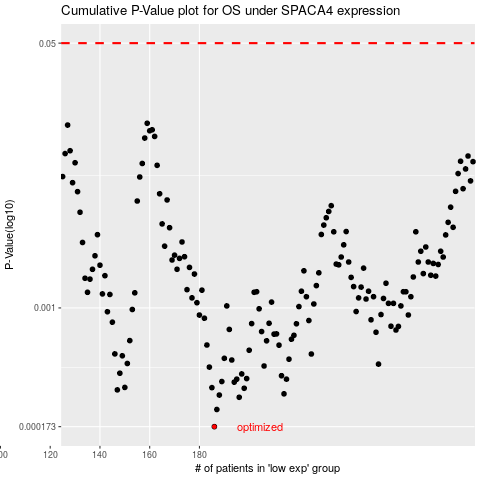 Cumulative P-Value plot for OS under SPACA4 expression
0.05
P-Value(log10)
0.001
optimized
0.000173
00 120 140 160 180
# of patients in 'low exp' group